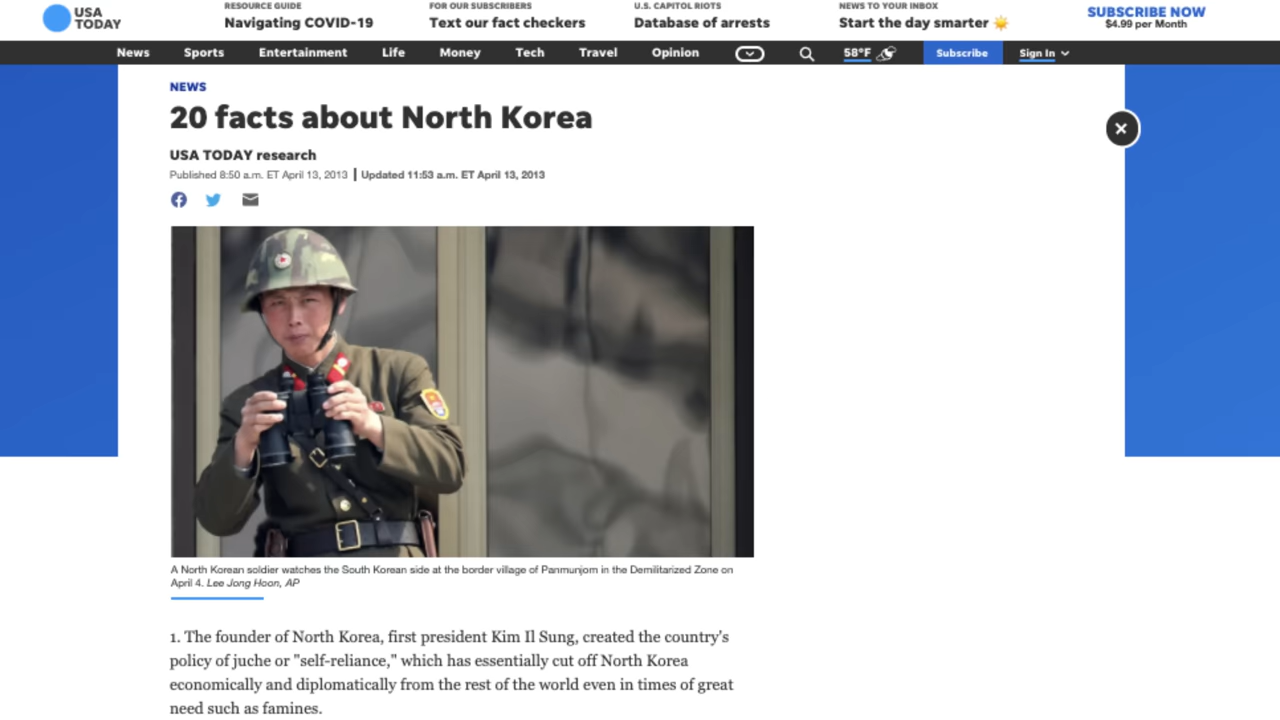 USA
TODAY
RESOURCE GUIDE
Navigating COVID-19
FOR OUR SUBSCRIBERS
Text our fact checkers
U.S. CAPITOL RIOTS
Database of arrests
NEWS TO YOUR INBOX
Start the day smarter ☀️
SUBSCRIBE NOW
$4.99 per Month
News Sports Entertainment Life Money Tech Travel Opinion 58°F Subscribe Sign In
NEWS
20 facts about North Korea
USA TODAY research
Published 8:50 a.m. ET April 13, 2013 | Updated 11:53 a.m. ET April 13, 2013
A North Korean soldier watches the South Korean side at the border village of Panmunjom in the Demilitarized Zone on
April 4. Lee Jong Hoon, AP
1. The founder of North Korea, first president Kim Il Sung, created the country's
policy of juche or "self-reliance," which has essentially cut off North Korea
economically and diplomatically from the rest of the world even in times of great
need such as famines.